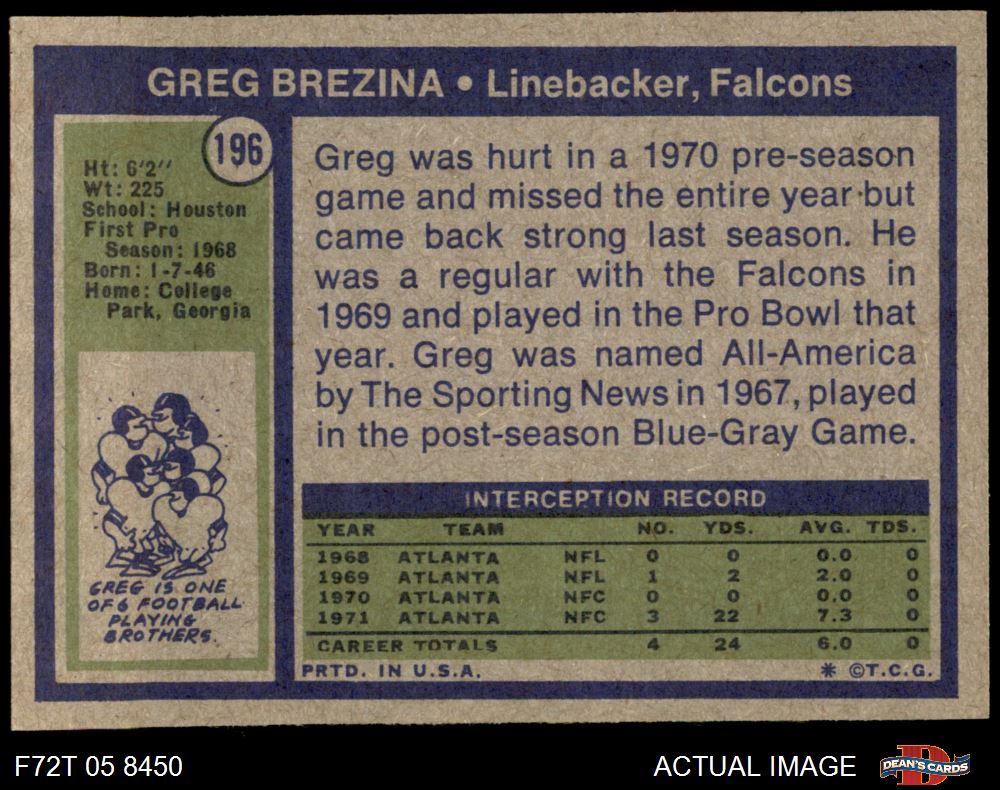 GREG BREZINA • Linebacker, Falcons
196
Ht: 6'2''
Wt: 225
School: Houston
First Pro
Season: 1968
Born: 1-7-46
Home: College
Park, Georgia
GREG IS ONE
OF 6 FOOTBALL
PLAYING
BROTHERS.
Greg was hurt in a 1970 pre-season
game and missed the entire year but
came back strong last season. He
was a regular with the Falcons in
1969 and played in the Pro Bowl that
year. Greg was named All-America
by The Sporting News in 1967, played
in the post-season Blue-Gray Game.
INTERCEPTION RECORD
YEAR TEAM NO. YDS. AVG. TDS.
1968 ATLANTA NFL 0 0 0.0 0
1969 ATLANTA NFL 1 2 2.0 0
1970 ATLANTA NFC 0 0 0.0 0
1971 ATLANTA NFC 3 22 7.3 0
CAREER TOTALS 4 24 6.0 0
PRTD. IN U.S.A. * ©T.C.G.
F72T 05 8450 ACTUAL IMAGE D DEAN'S CARDS